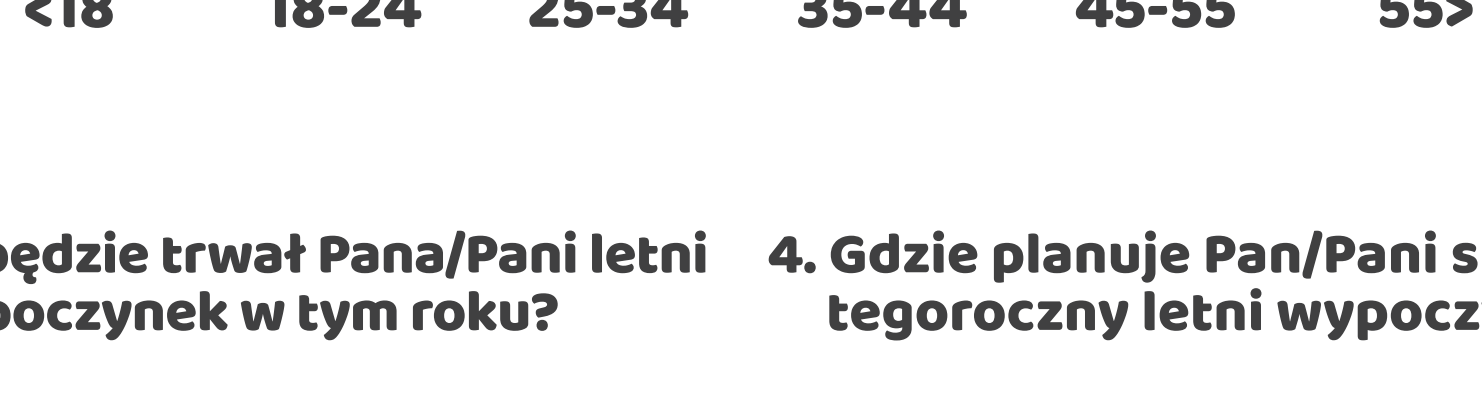 <18 18-24 25-34 35-44 45-55 55>
trwał Pana/Pani letni
w tym roku?
4. Gdzie planuje Pan/Pani
tegoroczny letni